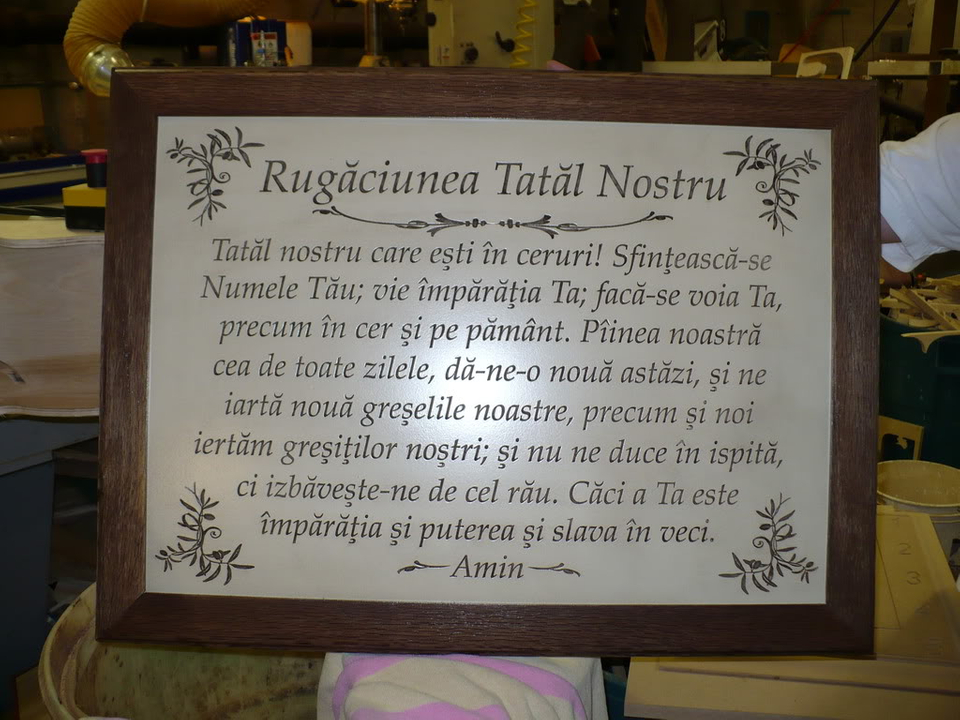 Rugăciunea Tatăl Nostru
Tatăl nostru care eşti în ceruri! Sfinţească-se
Numele Tău; vie împărăţia Ta; facă-se voia Ta,
precum în cer şi pe pământ. Pîinea noastră
cea de toate zilele, dă-ne-o nouă astăzi, şi ne
iartă nouă greşelile noastre, precum şi noi
iertăm greşiţilor noştri; şi nu ne duce în ispită,
ci izbăveşte-ne de cel rău. Căci a Ta este
împărăţia şi puterea şi slava în veci.
Amin
2
3